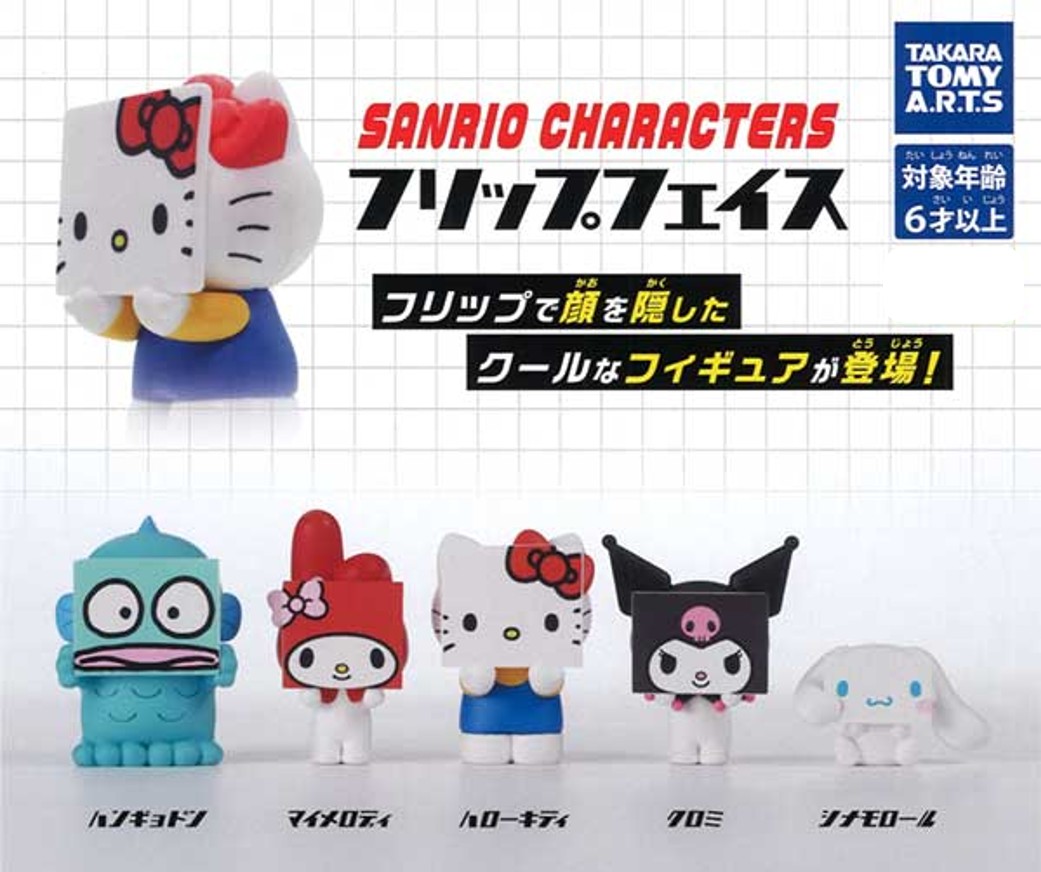 SANRIO CHARACTERS
フリップフェイス
TAKARA
TOMY
A.R.T.S
たいしょうねんれい
対象年齢
さいいじょう
6才以上
かお かく
フリップで顔を隠した
とうじょう
クールなフィギュアが登場!
ハンギョドン マイメロディ ハローキティ クロミ シナモロール